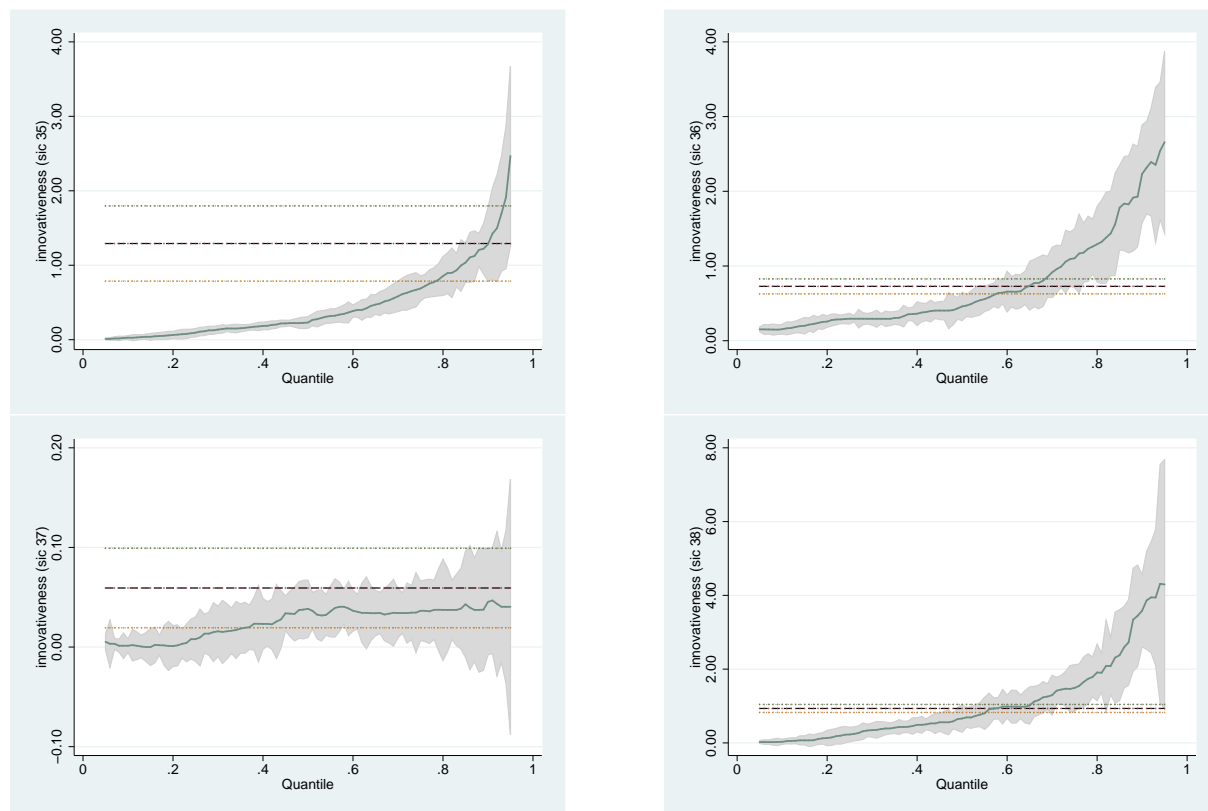 4.00
3.00
2.00
1.00
0.00
innovativeness (sic 35)
0 .2 .4 .6 .8 1
Quantile
4.00
3.00
2.00
1.00
0.00
innovativeness (sic 36)
0 .2 .4 .6 .8 1
Quantile
0.20
0.10
0.00
−0.10
innovativeness (sic 37)
0 .2 .4 .6 .8 1
Quantile
8.00
6.00
4.00
2.00
0.00
innovativeness (sic 38)
0 .2 .4 .6 .8 1
Quantile